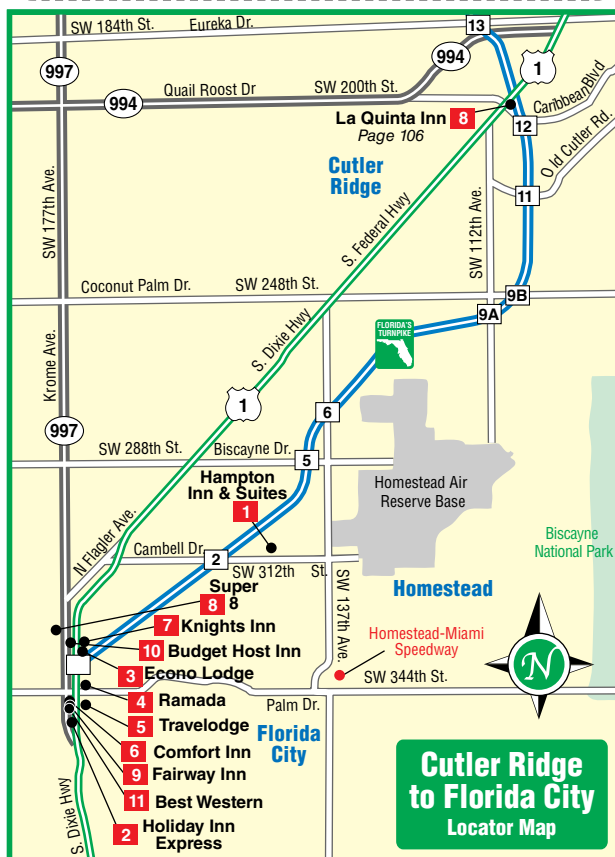 SW 184th St.
Eureka Dr.
13
997
994
1
Quail Roost Dr
SW 200th St.
994
La Quinta Inn 8
Page 106
12
Caribbean Blvd
Old Cutler Rd.
Cutler
Ridge
11
SW 177th Ave.
S. Federal Hwy
SW 112th Ave.
Coconut Palm Dr.
SW 248th St.
9B
9A
FLORIDA'S
TURNPIKE
S. Dixie Hwy
Krome Ave.
1
6
997
SW 288th St.
Biscayne Dr.
5
Hampton
Inn & Suites
1
Homestead Air
Reserve Base
N Flagler Ave.
Biscayne
National Park
Cambell Dr.
2
SW 312th St.
Super
8 8
Homestead
SW 137th Ave.
7 Knights Inn
10 Budget Host Inn
3 Econo Lodge
Homestead-Miami
Speedway
N
SW 344th St.
4 Ramada
Palm Dr.
5 Travelodge
Florida
City
6 Comfort Inn
9 Fairway Inn
11 Best Western
2 Holiday Inn
Express
S. Dixie Hwy
Cutler Ridge
to Florida City
Locator Map